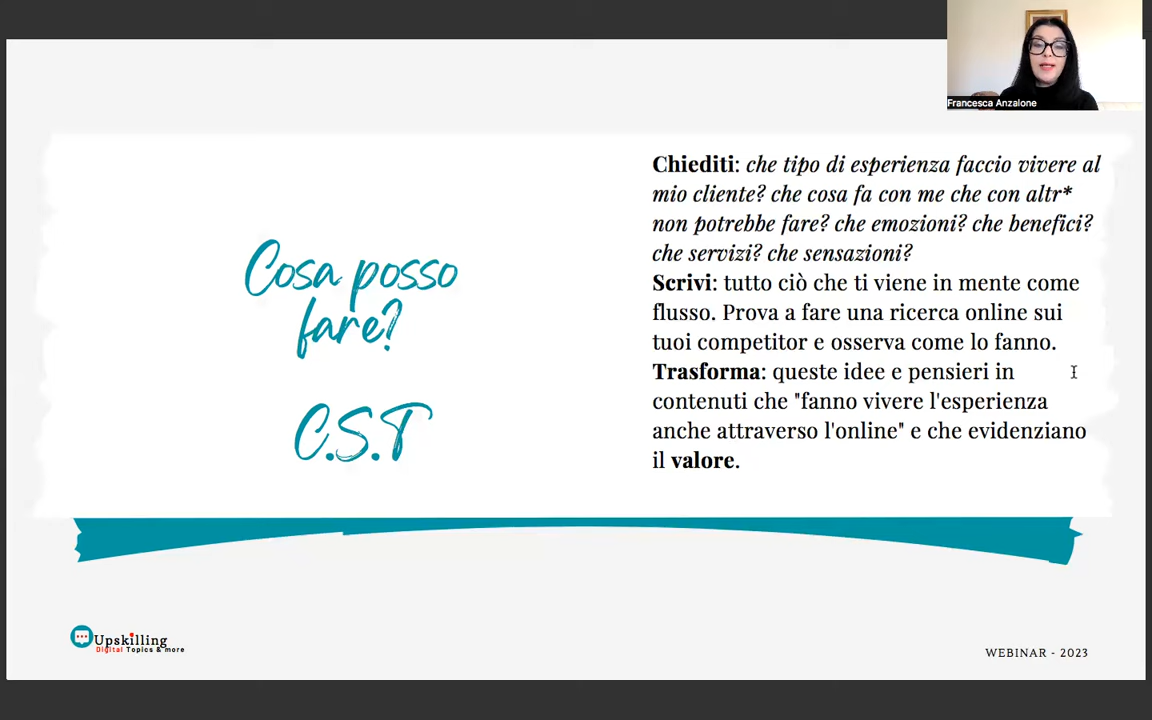 Francesca Anzalone
Chiediti: che tipo di esperienza faccio vivere al
mio cliente? che cosa fa con me che con altr*
non potrebbe fare? che emozioni? che benefici?
che servizi? che sensazioni?
Scrivi: tutto ciò che ti viene in mente come
flusso. Prova a fare una ricerca online sui
tuoi competitor e osserva come lo fanno.
Trasforma: queste idee e pensieri in
contenuti che "fanno vivere l'esperienza
anche attraverso l'online" e che evidenziano
il valore.
Cosa posso
fare?
C.S.T
Upskilling
Digital Topics & more
WEBINAR - 2023